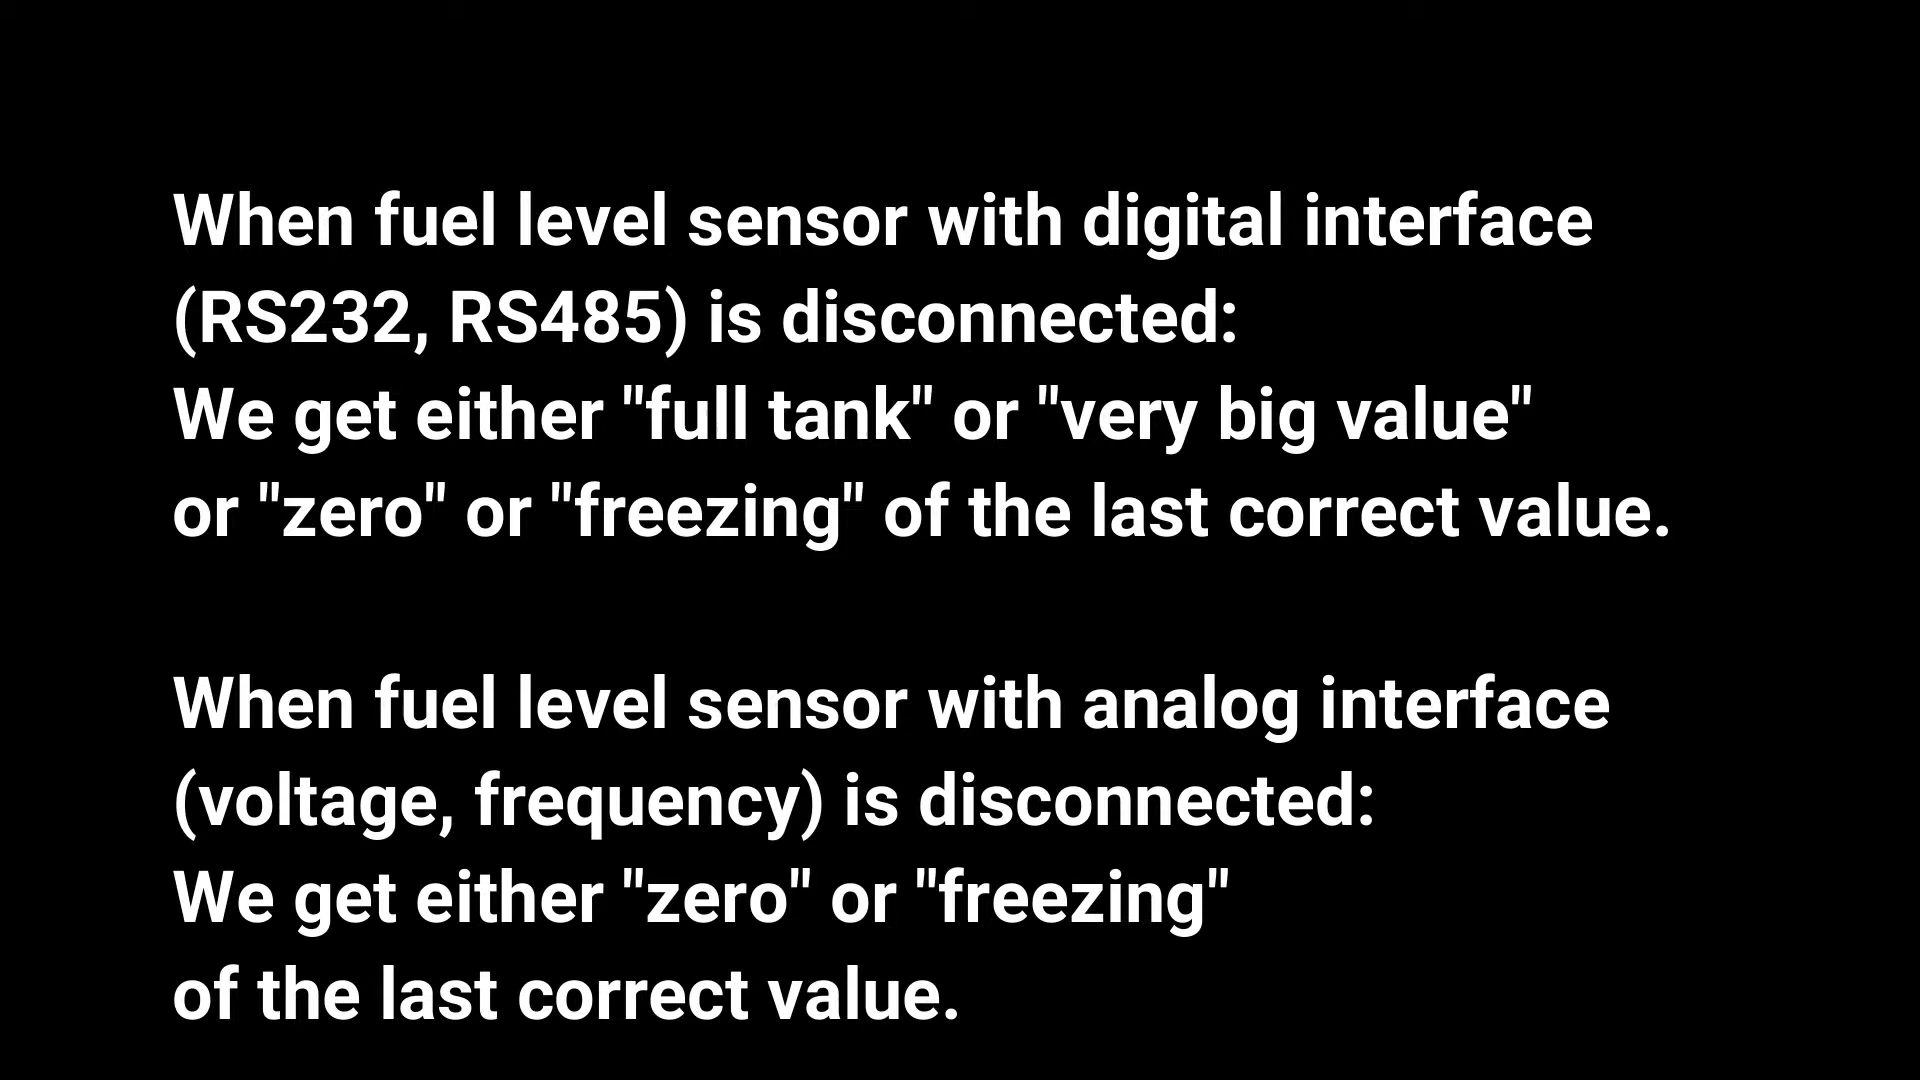 When fuel level sensor with digital interface
(RS232, RS485) is disconnected:
We get either "full tank" or "very big value"
or "zero" or "freezing" of the last correct value.
When fuel level sensor with analog interface
(voltage, frequency) is disconnected:
We get either "zero" or "freezing"
of the last correct value.